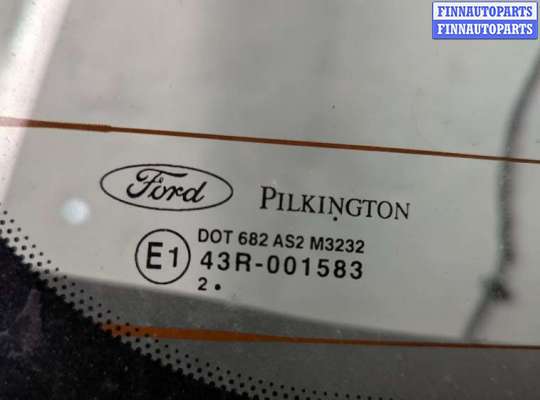 FINNAUTOPARTS
FINNAUTOPARTS
Ford PILKINGTON
DOT 682 AS2 M3232
E1 43R-001583
2 •